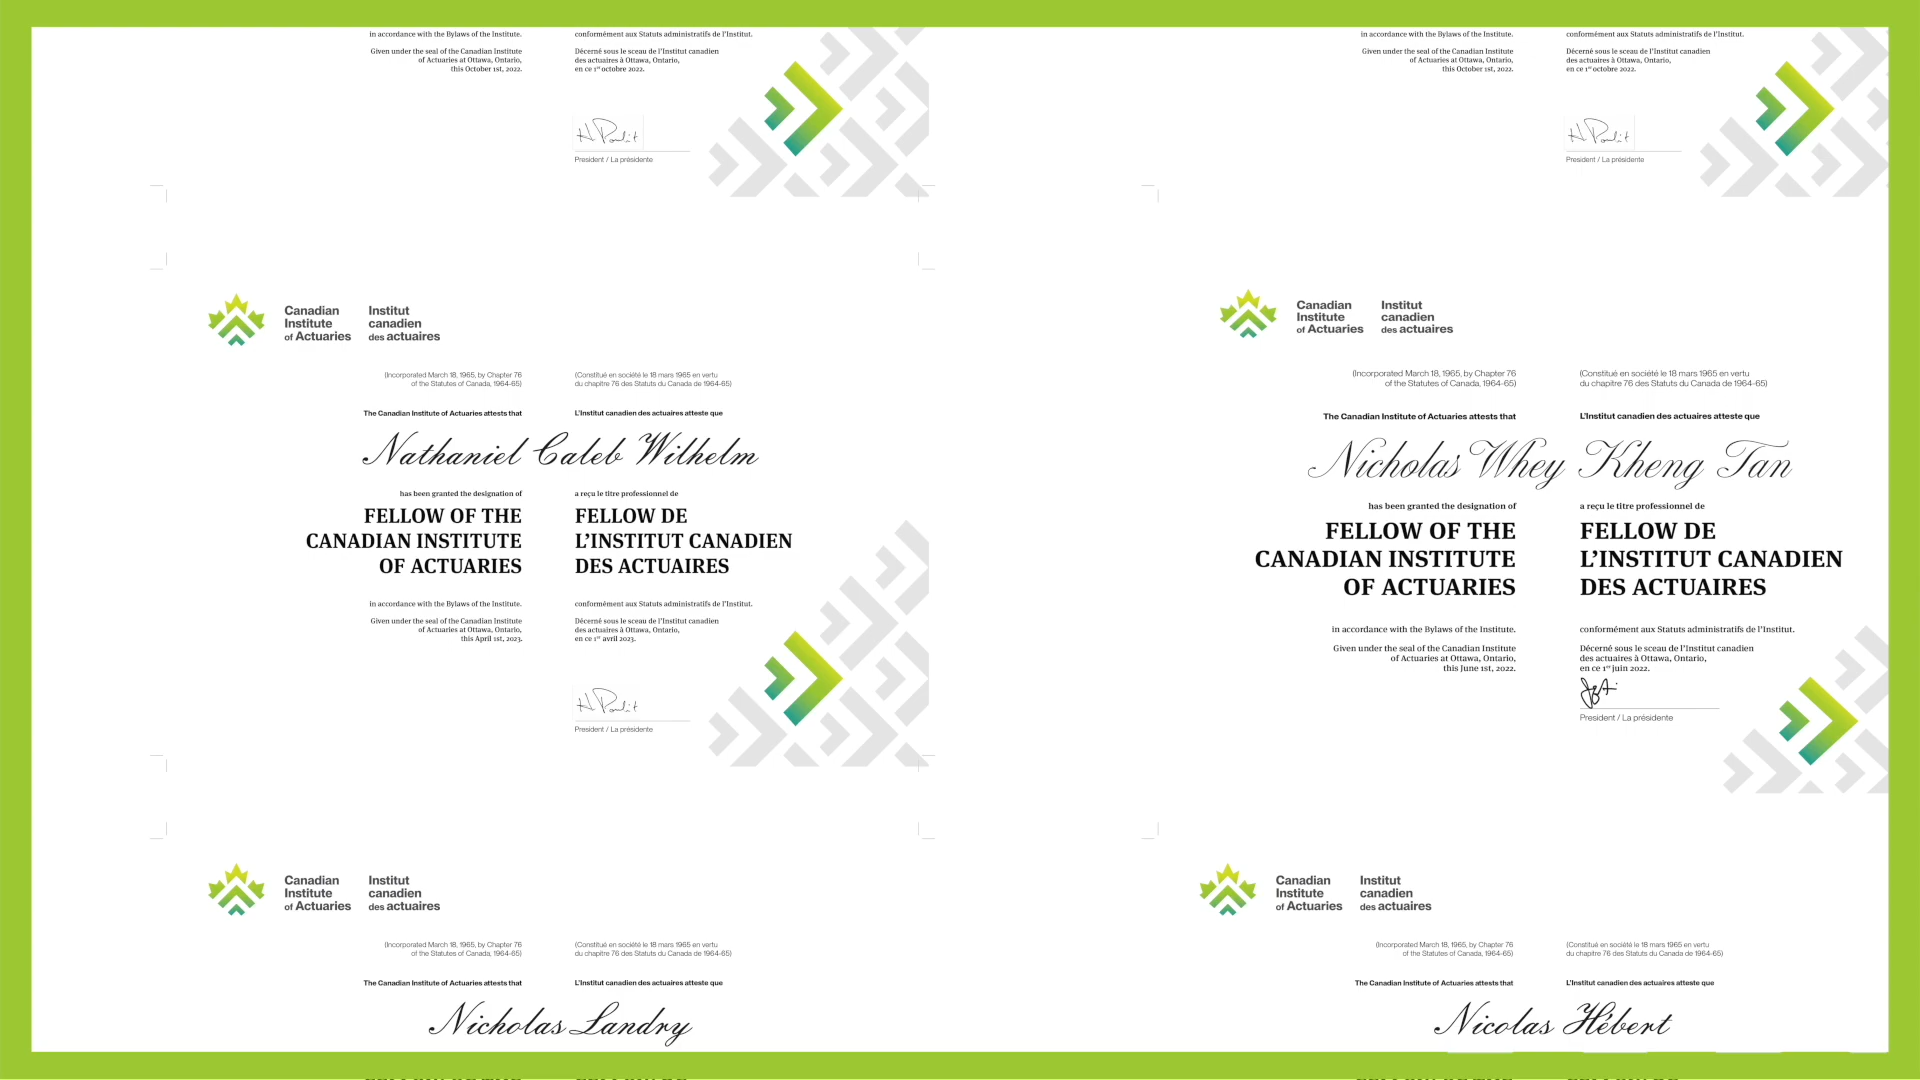 in accordance with the Bylaws of the Institute.
Given under the seal of the Canadian Institute
of Actuaries at Ottawa, Ontario,
this October 1st, 2022.
conformément aux Statuts administratifs de l'Institut.
Décerné sous le sceau de l'Institut canadien
des actuaires à Ottawa, Ontario,
en ce 1er octobre 2022.
President / La présidente
in accordance with the Bylaws of the Institute.
Given under the seal of the Canadian Institute
of Actuaries at Ottawa, Ontario,
this October 1st, 2022.
conformément aux Statuts administratifs de l'Institut.
Décerné sous le sceau de l'Institut canadien
des actuaires à Ottawa, Ontario,
en ce 1er octobre 2022.
President / La présidente
Canadian
Institute
of Actuaries
Institut
canadien
des actuaires
(Incorporated March 18, 1965, by Chapter 76
of the Statutes of Canada, 1964-65)
(Constitué en société le 18 mars 1965 en vertu
du chapitre 76 des Statuts du Canada de 1964-65)
The Canadian Institute of Actuaries attests that
L'Institut canadien des actuaires atteste que
Nathaniel Caleb Wilhelm
has been granted the designation of
a reçu le titre professionnel de
FELLOW OF THE
CANADIAN INSTITUTE
OF ACTUARIES
FELLOW DE
L'INSTITUT CANADIEN
DES ACTUAIRES
in accordance with the Bylaws of the Institute.
Given under the seal of the Canadian Institute
of Actuaries at Ottawa, Ontario,
this April 1st, 2023.
conformément aux Statuts administratifs de l'Institut.
Décerné sous le sceau de l'Institut canadien
des actuaires à Ottawa, Ontario,
en ce 1er avril 2023.
President / La présidente
Canadian
Institute
of Actuaries
Institut
canadien
des actuaires
(Incorporated March 18, 1965, by Chapter 76
of the Statutes of Canada, 1964-65)
(Constitué en société le 18 mars 1965 en vertu
du chapitre 76 des Statuts du Canada de 1964-65)
The Canadian Institute of Actuaries attests that
L'Institut canadien des actuaires atteste que
Nicholas Whey Kheng Tan
has been granted the designation of
a reçu le titre professionnel de
FELLOW OF THE
CANADIAN INSTITUTE
OF ACTUARIES
FELLOW DE
L'INSTITUT CANADIEN
DES ACTUAIRES
in accordance with the Bylaws of the Institute.
Given under the seal of the Canadian Institute
of Actuaries at Ottawa, Ontario,
this June 1st, 2022.
conformément aux Statuts administratifs de l'Institut.
Décerné sous le sceau de l'Institut canadien
des actuaires à Ottawa, Ontario,
en ce 1er juin 2022.
President / La présidente
Canadian
Institute
of Actuaries
Institut
canadien
des actuaires
(Incorporated March 18, 1965, by Chapter 76
of the Statutes of Canada, 1964-65)
(Constitué en société le 18 mars 1965 en vertu
du chapitre 76 des Statuts du Canada de 1964-65)
The Canadian Institute of Actuaries attests that
L'Institut canadien des actuaires atteste que
Nicholas Landry
Canadian
Institute
of Actuaries
Institut
canadien
des actuaires
(Incorporated March 18, 1965, by Chapter 76
of the Statutes of Canada, 1964-65)
(Constitué en société le 18 mars 1965 en vertu
du chapitre 76 des Statuts du Canada de 1964-65)
The Canadian Institute of Actuaries attests that
L'Institut canadien des actuaires atteste que
Nicolas Hébert